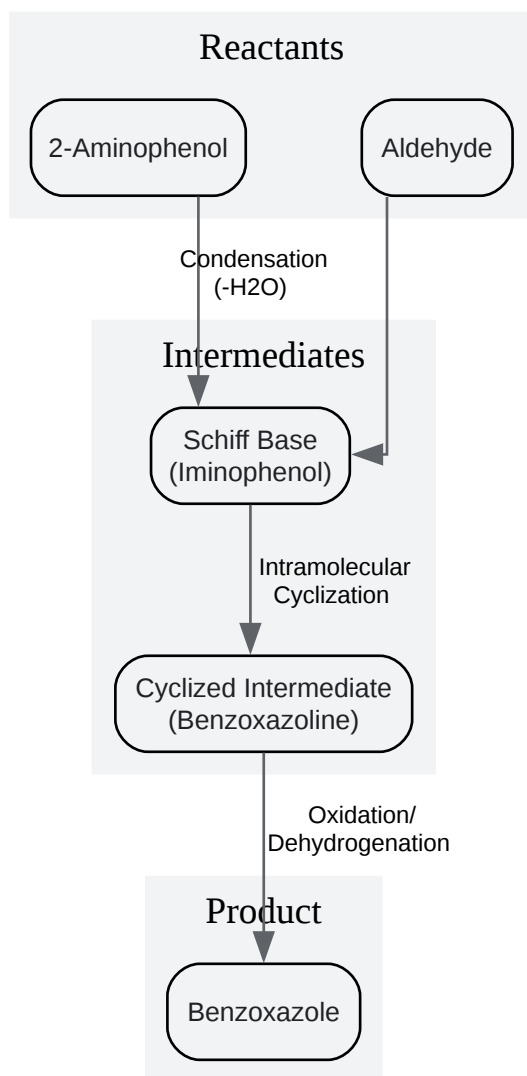 Reactants
2-Aminophenol
Aldehyde
Condensation
(-H2O)
Intermediates
Schiff Base
(Iminophenol)
Intramolecular
Cyclization
Cyclized Intermediate
(Benzoxazoline)
Oxidation/
Dehydrogenation
Product
Benzoxazole